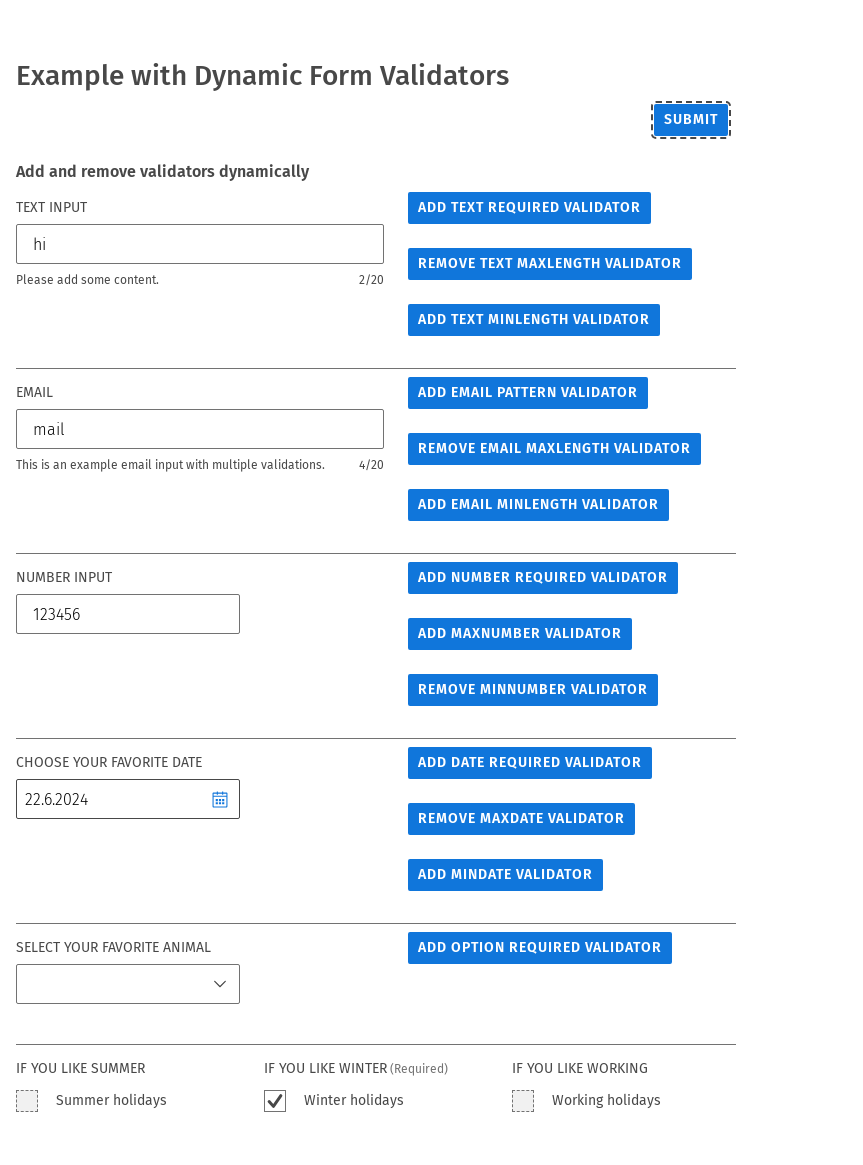 Example with Dynamic Form Validators
SUBMIT
Add and remove validators dynamically
TEXT INPUT
hi
Please add some content. 2/20
ADD TEXT REQUIRED VALIDATOR
REMOVE TEXT MAXLENGTH VALIDATOR
ADD TEXT MINLENGTH VALIDATOR
EMAIL
mail
This is an example email input with multiple validations. 4/20
ADD EMAIL PATTERN VALIDATOR
REMOVE EMAIL MAXLENGTH VALIDATOR
ADD EMAIL MINLENGTH VALIDATOR
NUMBER INPUT
123456
ADD NUMBER REQUIRED VALIDATOR
ADD MAXNUMBER VALIDATOR
REMOVE MINNUMBER VALIDATOR
CHOOSE YOUR FAVORITE DATE
22.6.2024
ADD DATE REQUIRED VALIDATOR
REMOVE MAXDATE VALIDATOR
ADD MINDATE VALIDATOR
SELECT YOUR FAVORITE ANIMAL
ADD OPTION REQUIRED VALIDATOR
IF YOU LIKE SUMMER
Summer holidays
IF YOU LIKE WINTER (Required)
Winter holidays
IF YOU LIKE WORKING
Working holidays